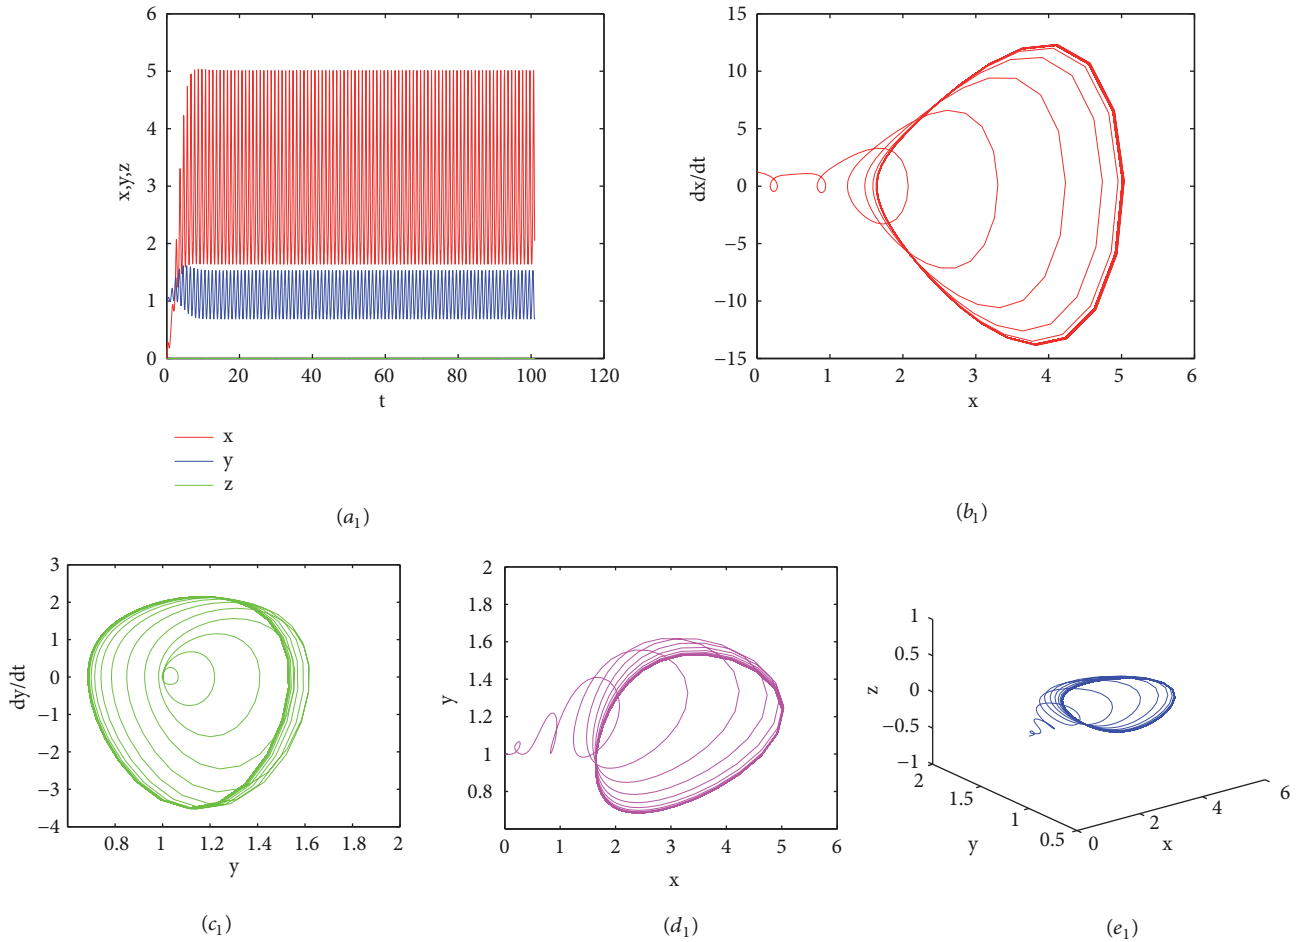 6
5
4
3
2
1
0
x,y,z
0 20 40 60 80 100 120
t
x
y
z
(a1)
15
10
5
0
−5
−10
−15
dx/dt
0 1 2 3 4 5 6
x
(b1)
3
2
1
0
−1
−2
−3
−4
dy/dt
0.8 1 1.2 1.4 1.6 1.8 2
y
(c1)
2
1.8
1.6
1.4
1.2
1
0.8
y
0 1 2 3 4 5 6
x
(d1)
1
0.5
0
−0.5
−1
z
2
1.5
1
0.5
y
0
2
4
6
x
(e1)